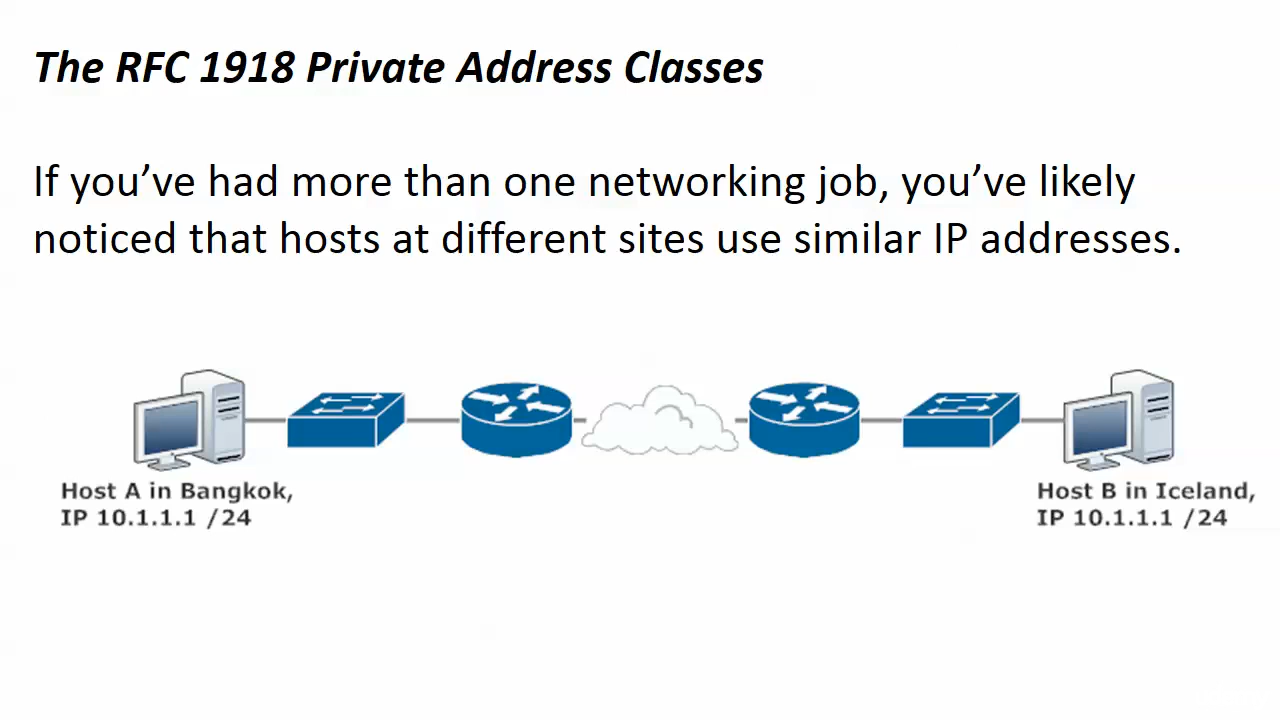 The RFC 1918 Private Address Classes
If you’ve had more than one networking job, you’ve likely
noticed that hosts at different sites use similar IP addresses.
Host A in Bangkok,
IP 10.1.1.1 /24
Host B in Iceland,
IP 10.1.1.1 /24